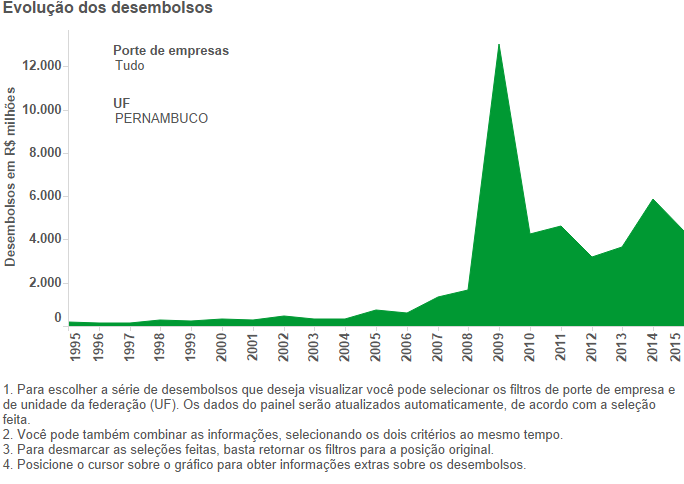 Evolução dos desembolsos
Porte de empresas
Tudo
UF
PERNAMBUCO
Desembolsos em R$ milhões
12.000
10.000
8.000
6.000
4.000
2.000
0
1995
1996
1997
1998
1999
2000
2001
2002
2003
2004
2005
2006
2007
2008
2009
2010
2011
2012
2013
2014
2015
1. Para escolher a série de desembolsos que deseja visualizar você pode selecionar os filtros de porte de empresa e
de unidade da federação (UF). Os dados do painel serão atualizados automaticamente, de acordo com a seleção
feita.
2. Você pode também combinar as informações, selecionando os dois critérios ao mesmo tempo.
3. Para desmarcar as seleções feitas, basta retornar os filtros para a posição original.
4. Posicione o cursor sobre o gráfico para obter informações extras sobre os desembolsos.